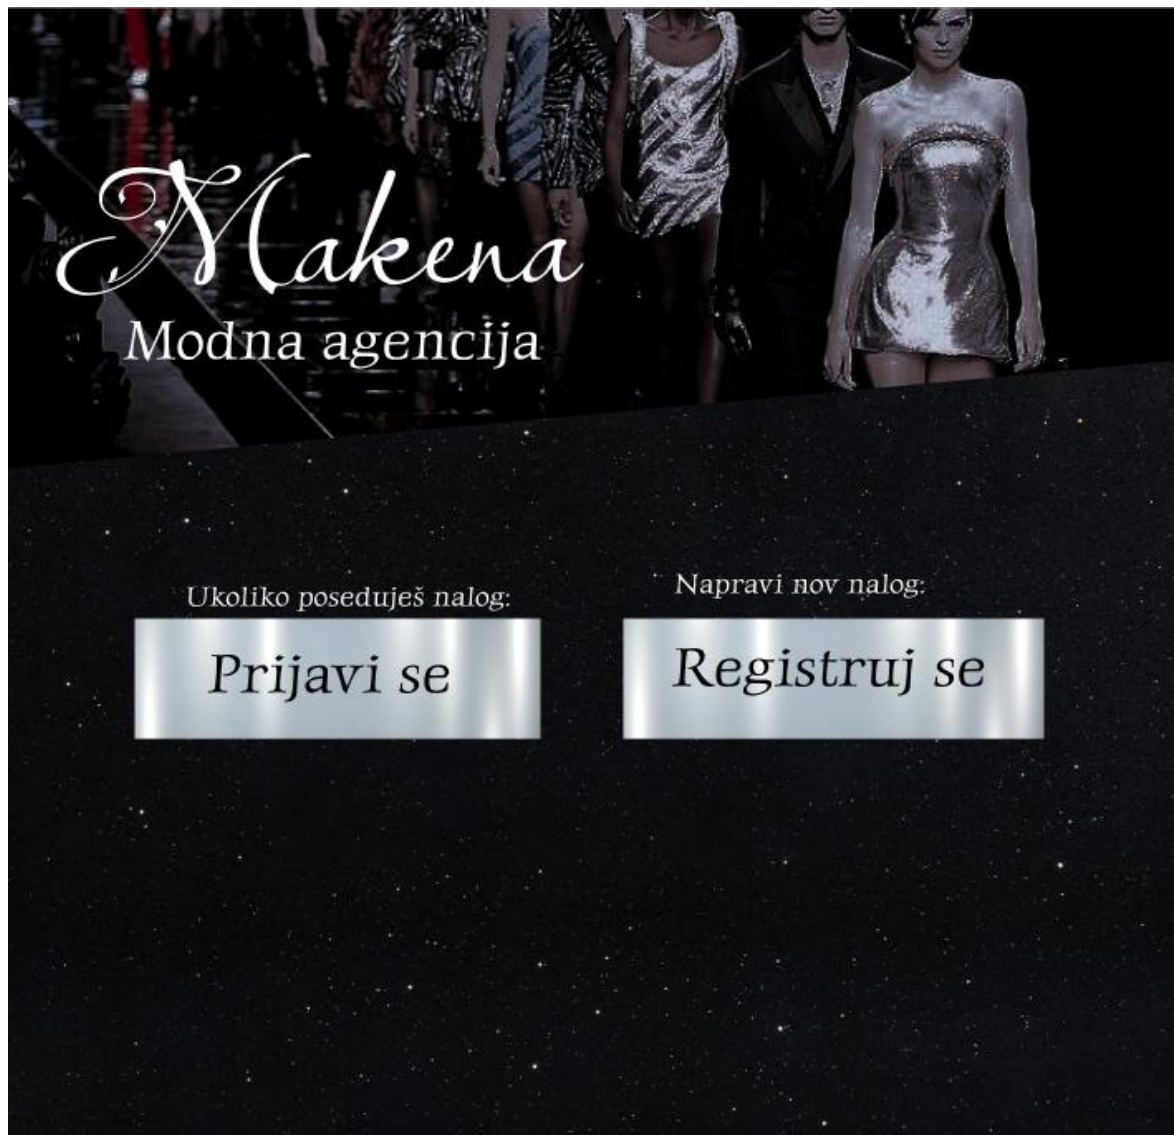 Makena
Modna agencija
Ukoliko poseduješ nalog:
Napravi nov nalog:
Prijavi se
Registruj se